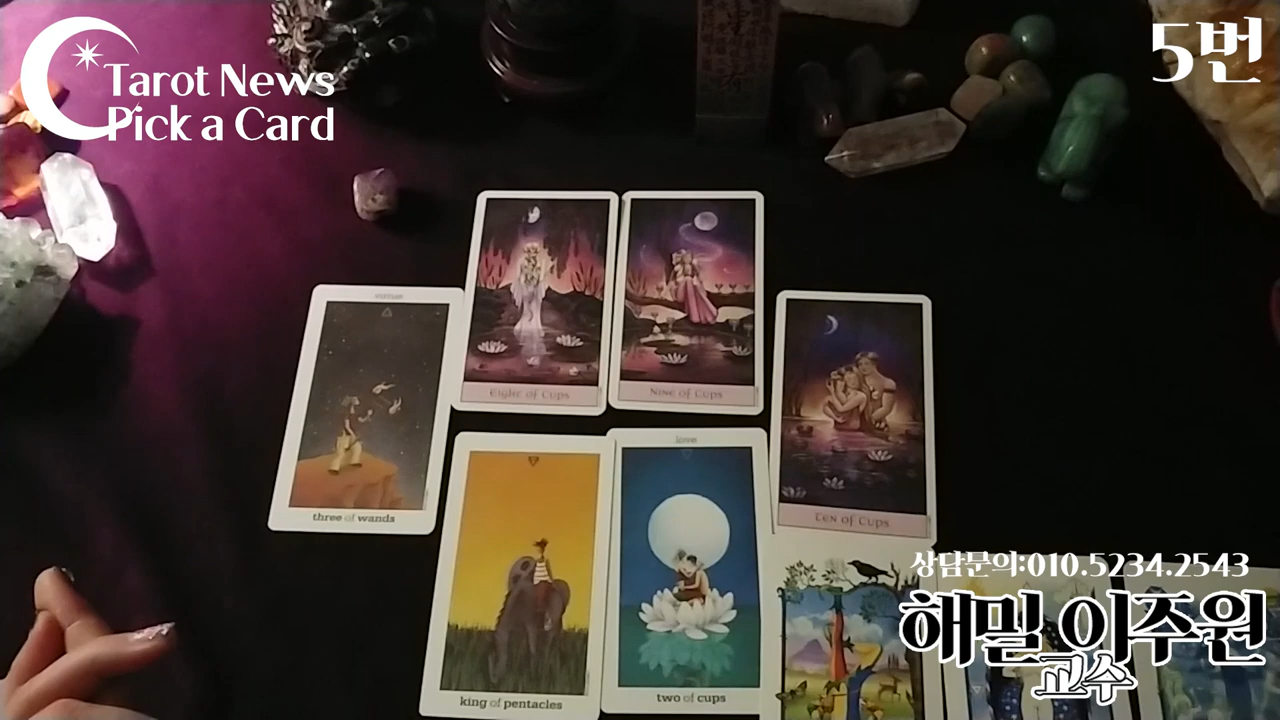 Tarot News
Pick a Card
5번
Eight of Cups
Nine of Cups
virtue
three of wands
love
Ten of Cups
king of pentacles
two of cups
상담문의:010.5234.2543
해밀 이주원
교수